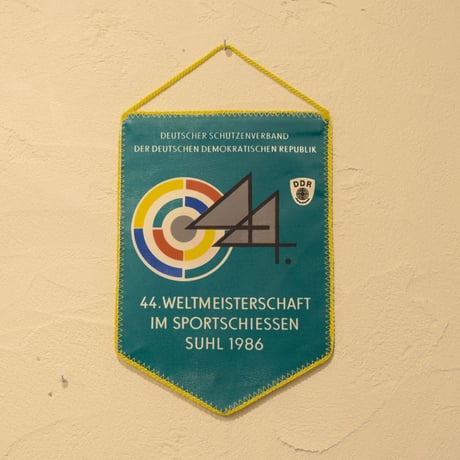 DEUTSCHER SCHÜTZENVERBAND
DER DEUTSCHEN DEMOKRATISCHEN REPUBLIK
DDR
44.
44. WELTMEISTERSCHAFT
IM SPORTSCHIESSEN
SUHL 1986